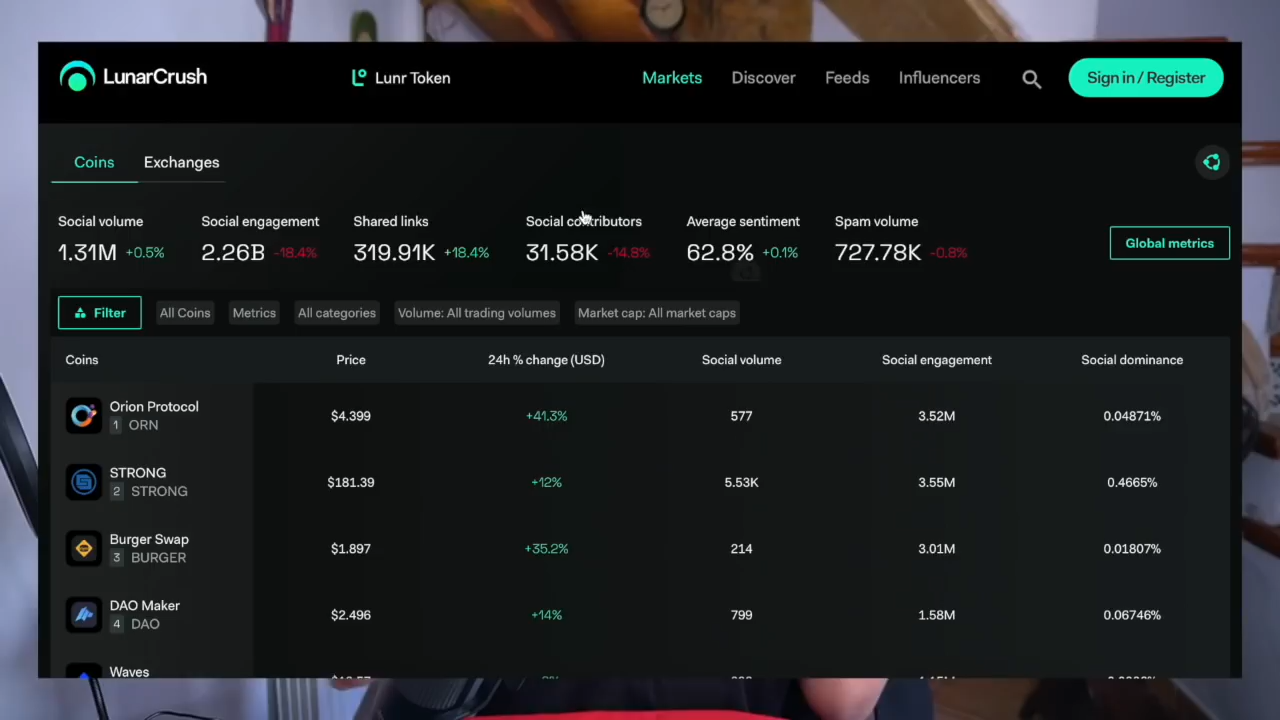 LunarCrush
Lunr Token
Markets Discover Feeds Influencers
Sign in / Register
Coins Exchanges
Social volume Social engagement Shared links Social contributors Average sentiment Spam volume
1.31M +0.5% 2.26B -18.4% 319.91K +18.4% 31.58K -14.8% 62.8% +0.1% 727.78K -0.8%
Global metrics
Filter All Coins Metrics All categories Volume: All trading volumes Market cap: All market caps
Coins Price 24h % change (USD) Social volume Social engagement Social dominance
Orion Protocol
1 ORN $4.399 +41.3% 577 3.52M 0.04871%
STRONG
2 STRONG $181.39 +12% 5.53K 3.55M 0.4665%
Burger Swap
3 BURGER $1.897 +35.2% 214 3.01M 0.01807%
DAO Maker
4 DAO $2.496 +14% 799 1.58M 0.06746%
Waves